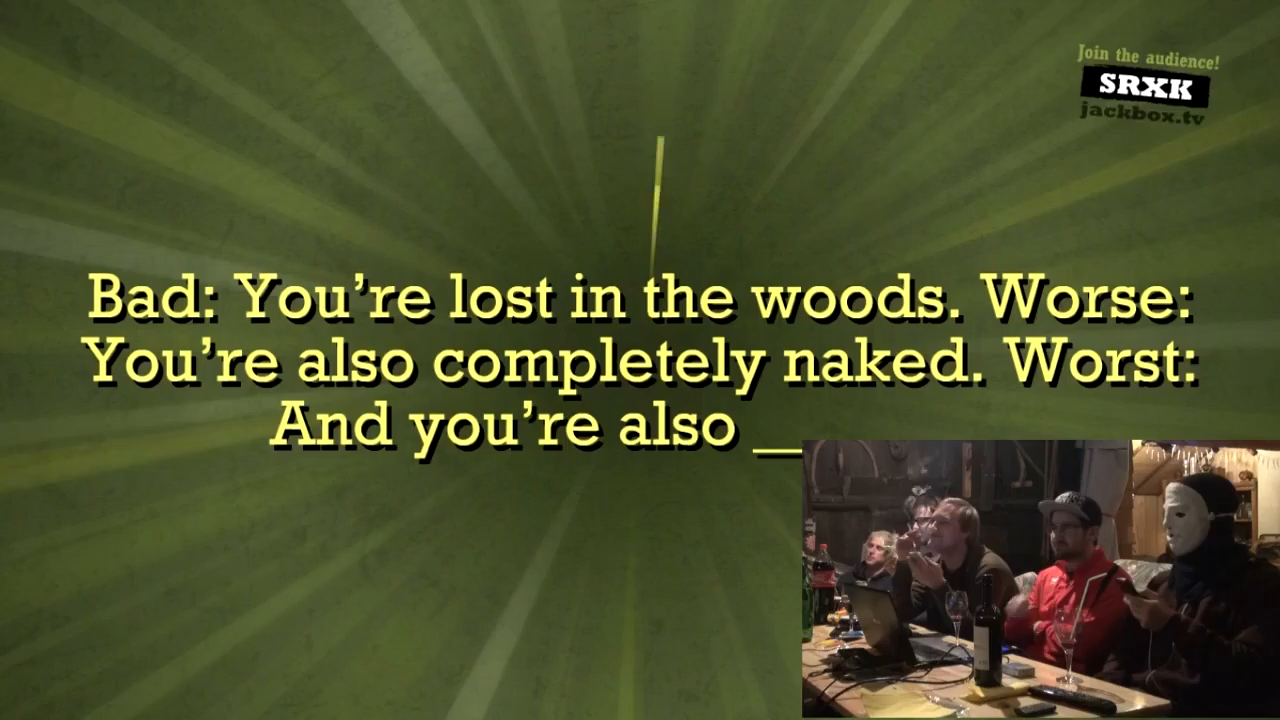 Join the audience!
SRXK
jackbox.tv
Bad: You're lost in the woods. Worse:
You're also completely naked. Worst:
And you're also __